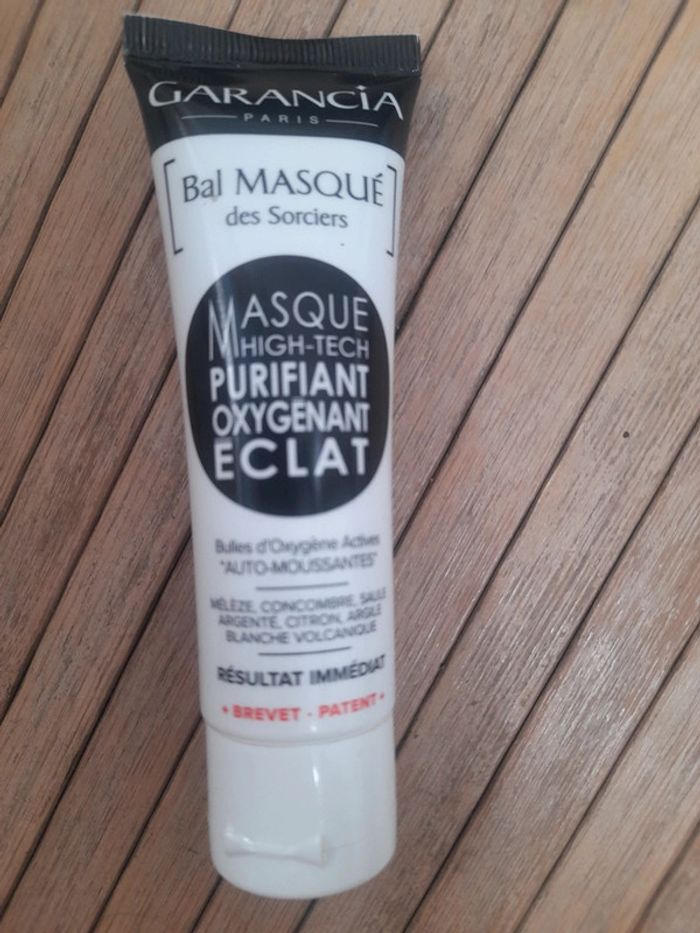 GARANCIA
PARIS
Bal MASQUÉ
des Sorciers
MASQUE
HIGH-TECH
PURIFIANT
OXYGÉNANT
ÉCLAT
Bulles d'Oxygène Actives
"AUTO-MOUSSANTES"
MÉLÈZE, CONCOMBRE, SAULE
ARGENTÉ, CITRON, ARGILE
BLANCHE VOLCANIQUE
RÉSULTAT IMMÉDIAT
• BREVET - PATENT •